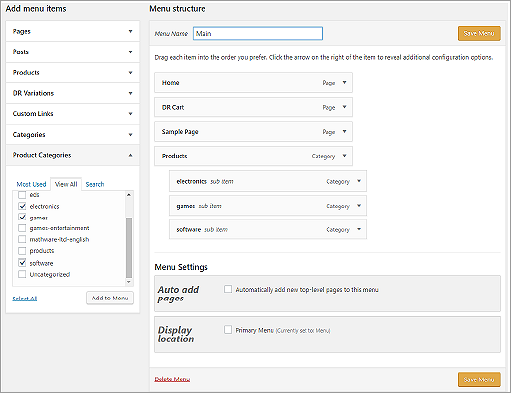 Add menu items
Pages
Posts
Products
DR Variations
Custom Links
Categories
Product Categories
Most Used View All Search
eds
electronics
games
games-entertainment
mathware-ltd-english
products
software
Uncategorized
Select All Add to Menu
Menu structure
Menu Name Main Save Menu
Drag each item into the order you prefer. Click the arrow on the right of the item to reveal additional configuration options.
Home Page
DR Cart Page
Sample Page Page
Products Category
electronics sub item Category
games sub item Category
software sub item Category
Menu Settings
Auto add Automatically add new top-level pages to this menu
pages
Display Primary Menu (Currently set to: Menu)
location
Delete Menu Save Menu